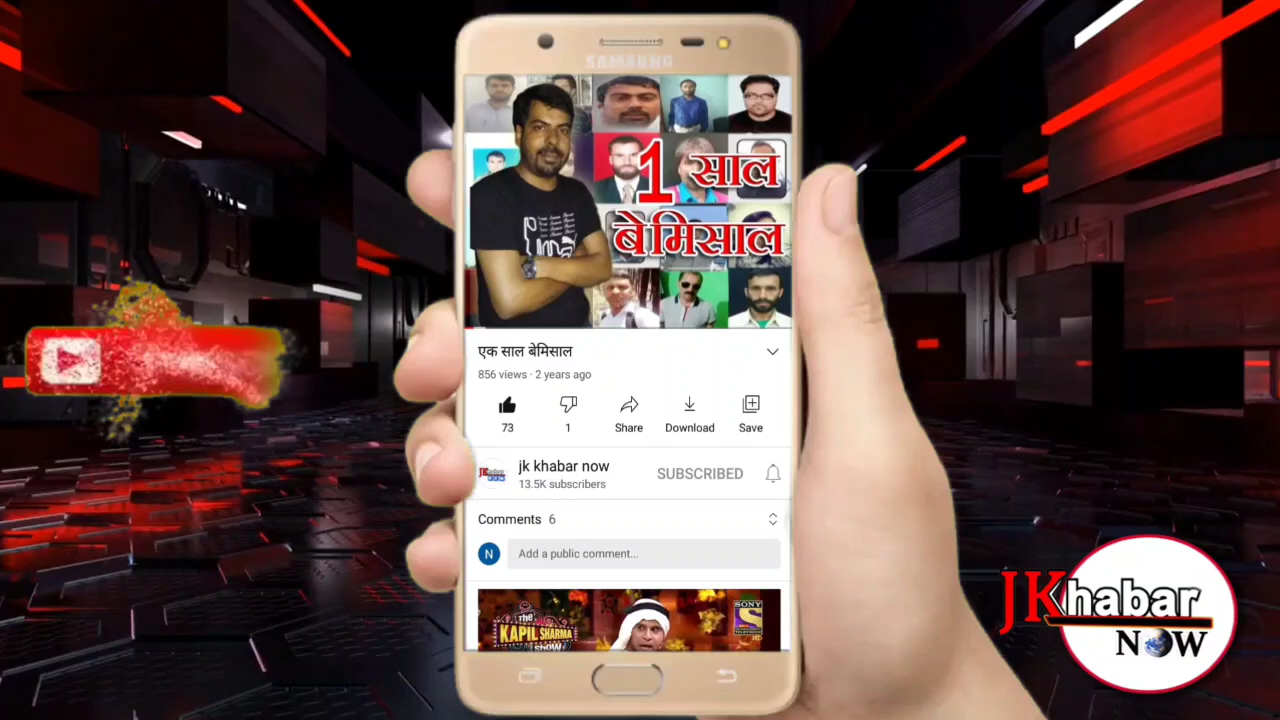 SAMSUNG
1 साल
बेमिसाल
एक साल बेमिसाल
856 views · 2 years ago
73
1
Share
Download
Save
JK
jk khabar now
13.5K subscribers
SUBSCRIBED
Comments 6
N
Add a public comment...
The
KAPIL SHARMA
Show
SONY
JKhabar
NOW